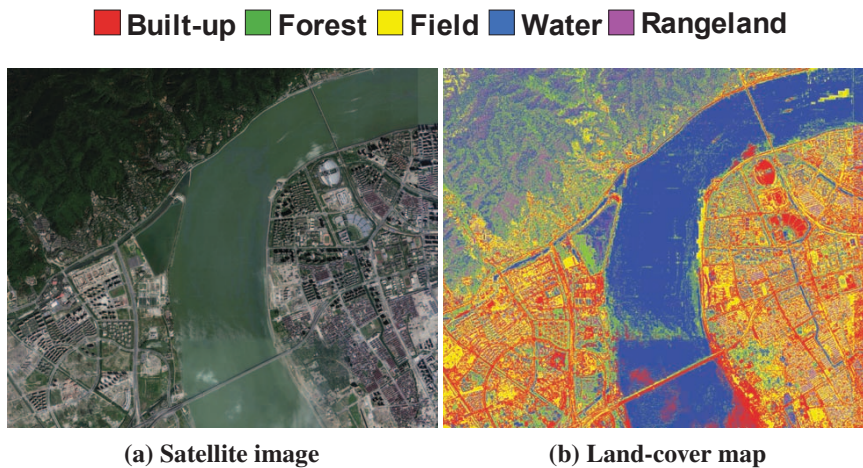 Built-up Forest Field Water Rangeland
(a) Satellite image
(b) Land-cover map